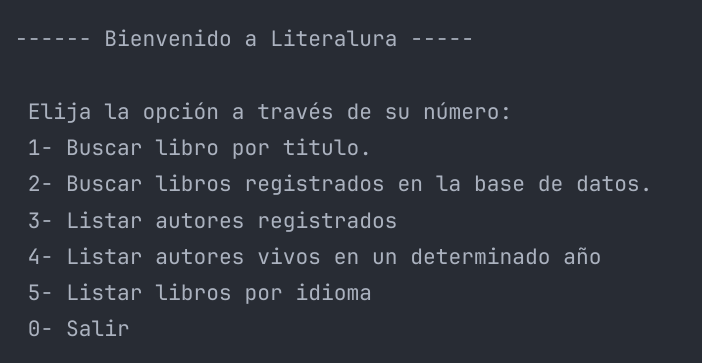 ------ Bienvenido a Literalura -----
Elija la opción a través de su número:
1- Buscar libro por titulo.
2- Buscar libros registrados en la base de datos.
3- Listar autores registrados
4- Listar autores vivos en un determinado año
5- Listar libros por idioma
0- Salir